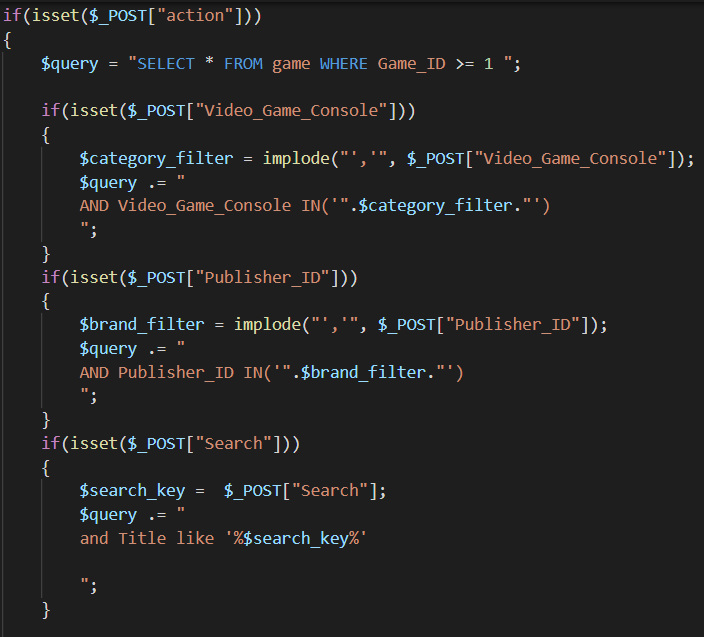 if(isset($_POST["action"]))
{
$query = "SELECT * FROM game WHERE Game_ID >= 1 ";
if(isset($_POST["Video_Game_Console"]))
{
$category_filter = implode("','", $_POST["Video_Game_Console"]);
$query .= "
AND Video_Game_Console IN('".$category_filter."')
";
}
if(isset($_POST["Publisher_ID"]))
{
$brand_filter = implode("','", $_POST["Publisher_ID"]);
$query .= "
AND Publisher_ID IN('".$brand_filter."')
";
}
if(isset($_POST["Search"]))
{
$search_key =  $_POST["Search"];
$query .= "
and Title like '%$search_key%'
";
}